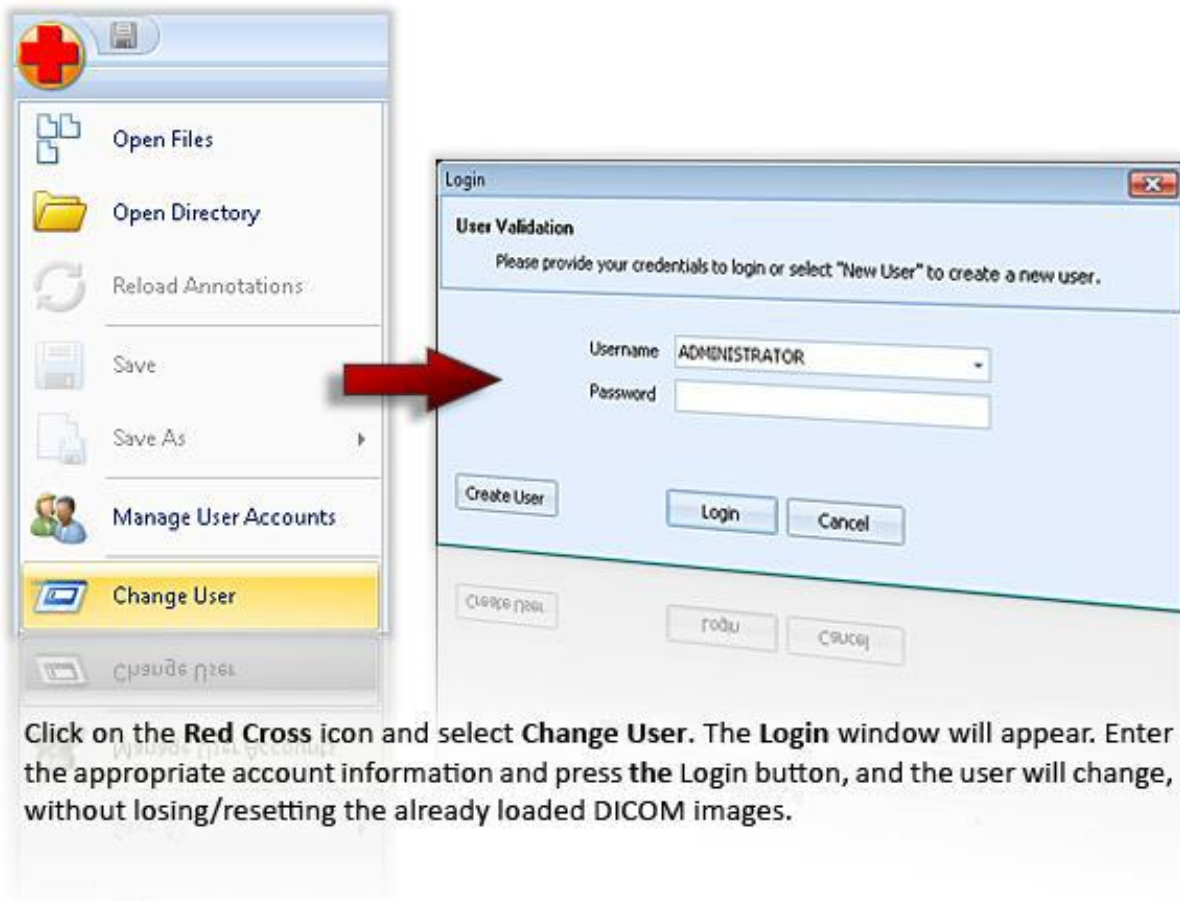 Open Files
Open Directory
Reload Annotations
Save
Save As
Manage User Accounts
Change User
Login
User Validation
Please provide your credentials to login or select "New User" to create a new user.
Username ADMINISTRATOR
Password
Create User
Login
Cancel
Click on the Red Cross icon and select Change User. The Login window will appear. Enter
the appropriate account information and press the Login button, and the user will change,
without losing/resetting the already loaded DICOM images.